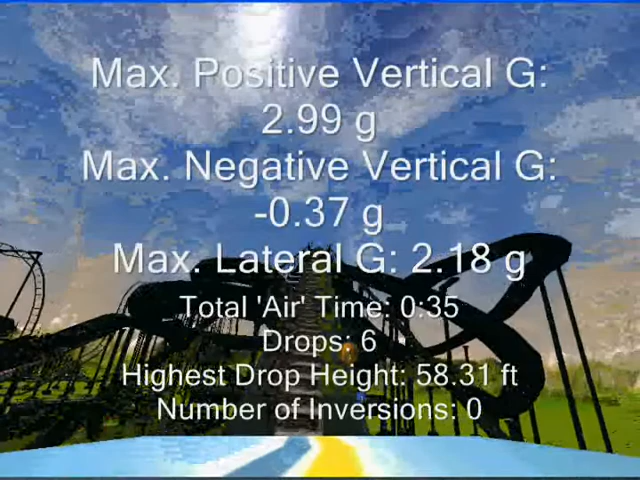 Max. Positive Vertical G:
2.99 g
Max. Negative Vertical G:
-0.37 g
Max. Lateral G: 2.18 g
Total 'Air' Time: 0:35
Drops: 6
Highest Drop Height: 58.31 ft
Number of Inversions: 0